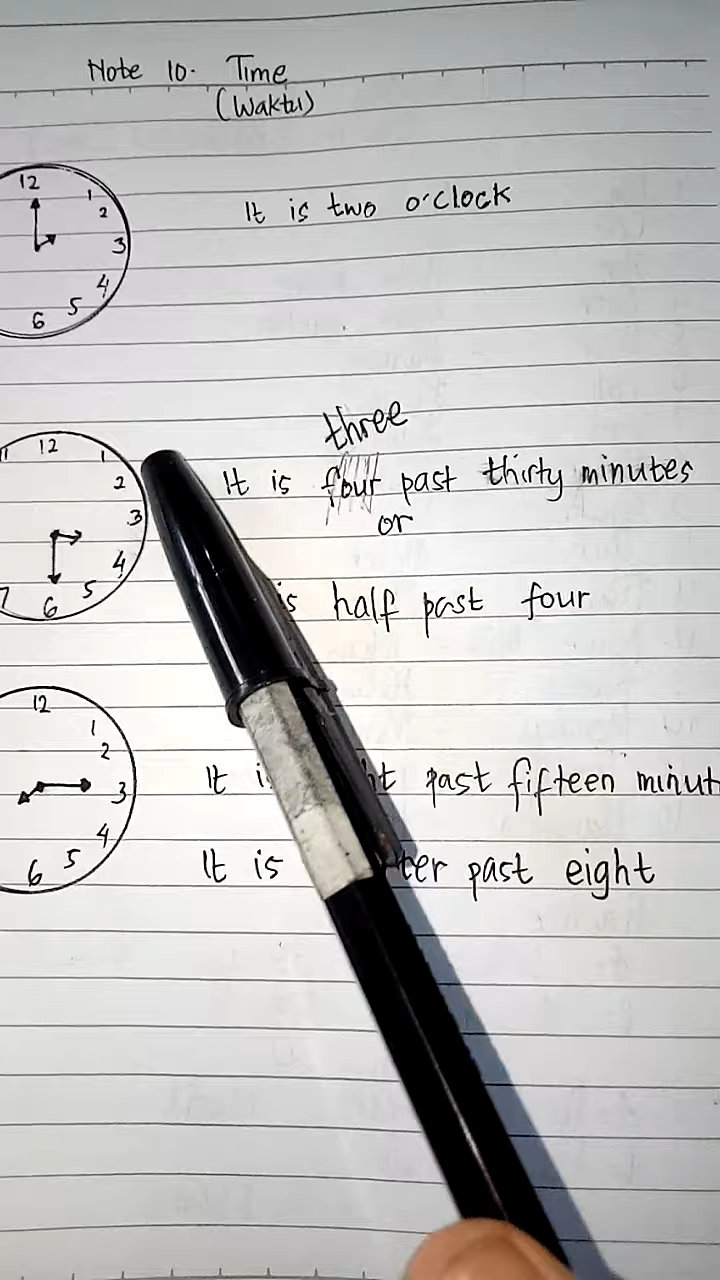 Note 10. Time
(Waktu)
12
1
2
3
4
5
6
It is two o'clock
three
12
1
2
3
4
5
6
7
It is four past thirty minutes
or
is half past four
12
1
2
3
4
5
6
It past fifteen
It is past eight